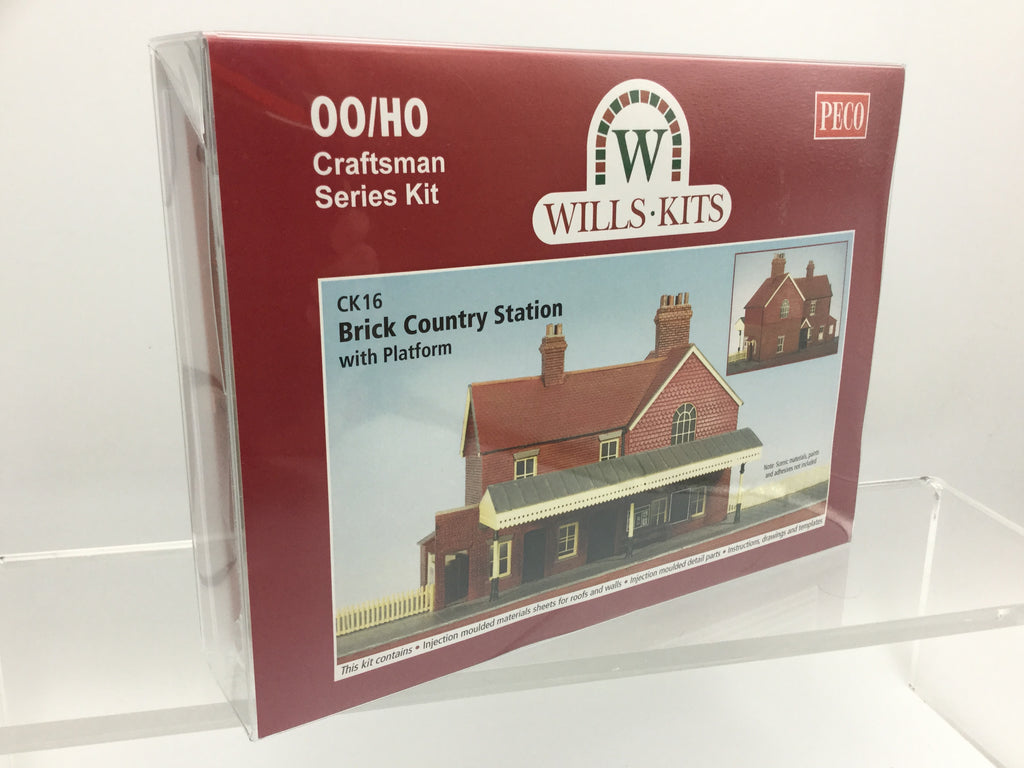 OO/HO
Craftsman
Series Kit
W
WILLS·KITS
PECO
CK16
Brick Country Station
with Platform
Note: Scenic materials, paints
and adhesives not included
This kit contains • Injection moulded materials sheets for roofs and walls • Injection moulded detail parts • Instructions, drawings and templates